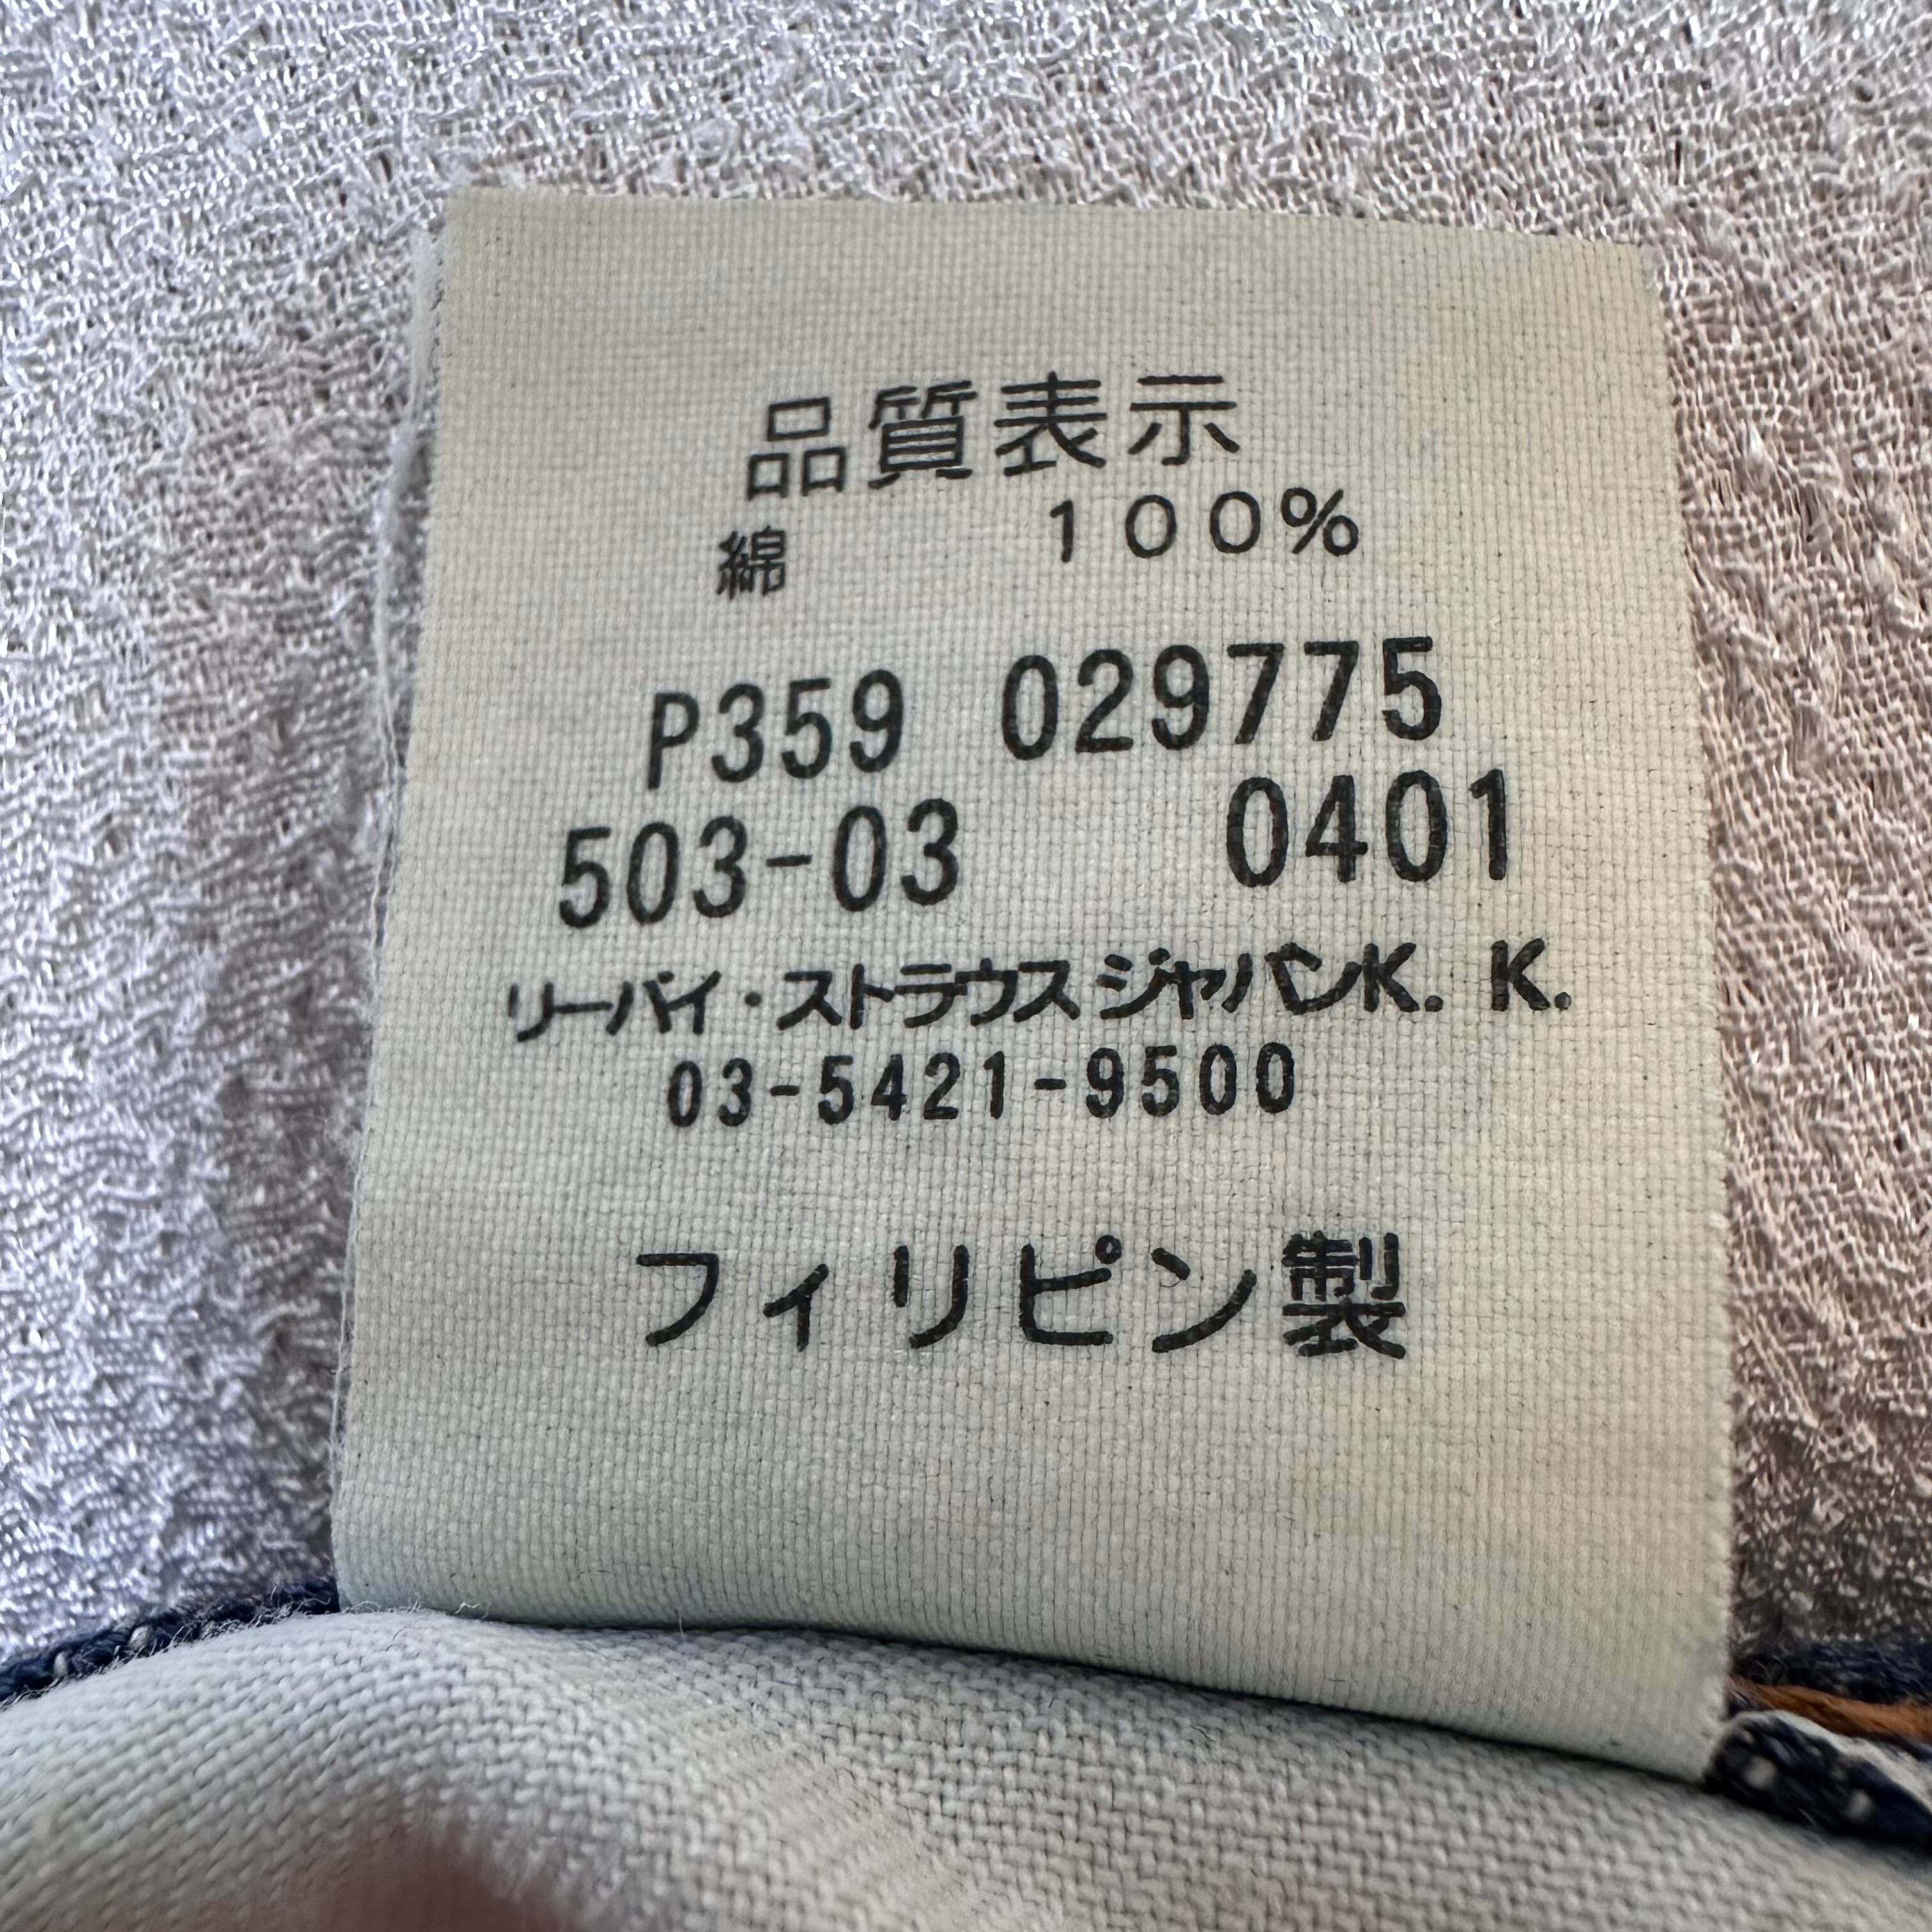 品質表示
綿 100%
P359 029775
503-03 0401
リーバイ・ストラウス ジャパンK. K.
03-5421-9500
フィリピン製